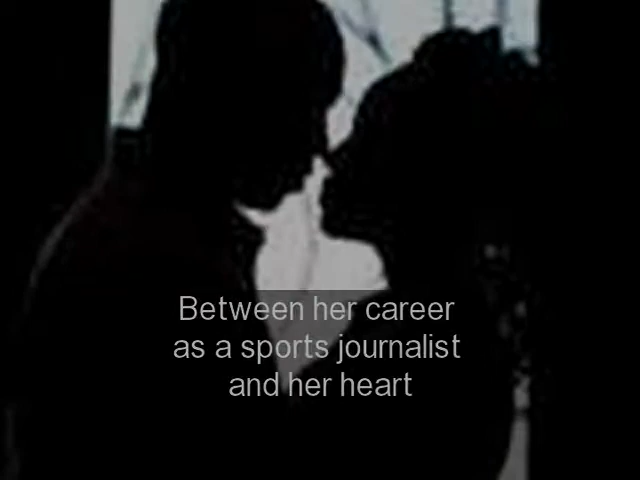 Between her career
as a sports journalist
and her heart